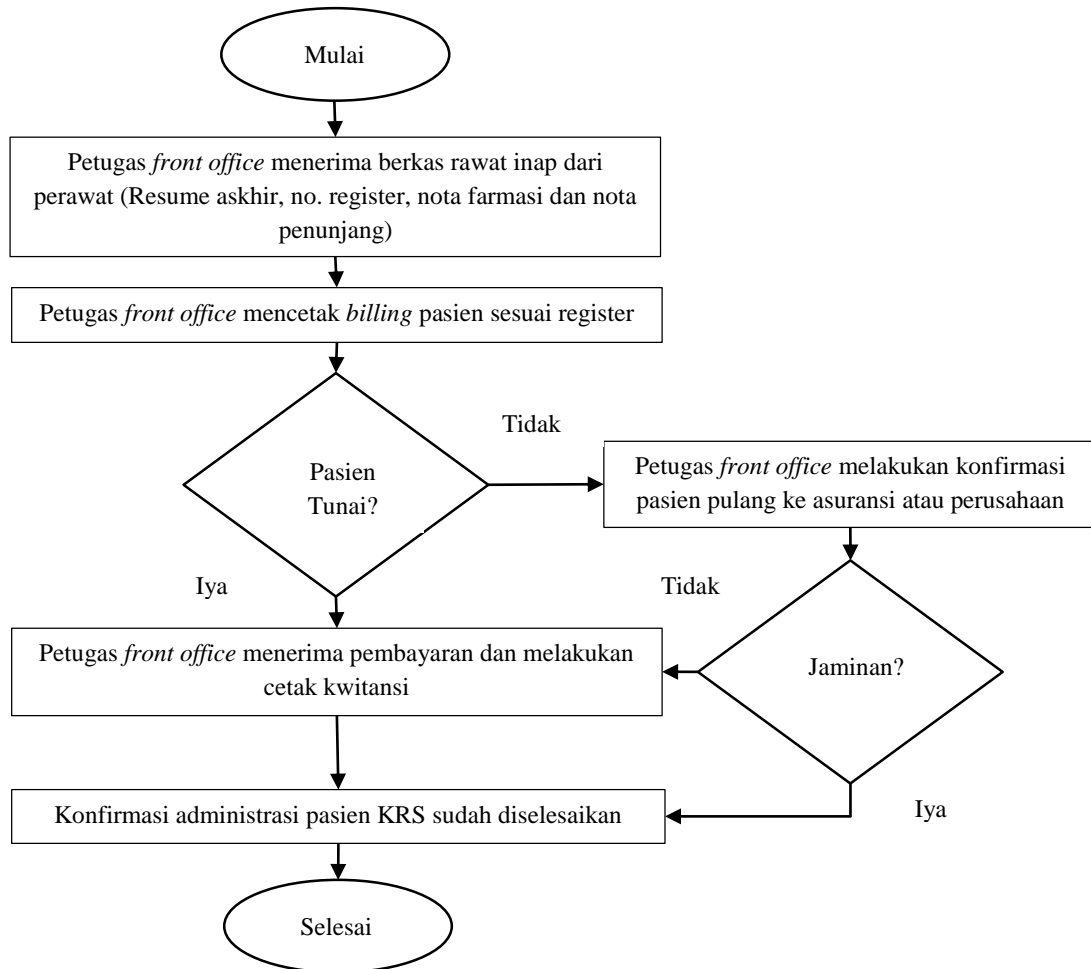 Mulai
Petugas front office menerima berkas rawat inap dari
perawat (Resume askhir, no. register, nota farmasi dan nota
penunjang)
Petugas front office mencetak billing pasien sesuai register
Tidak
Pasien
Tunai?
Petugas front office melakukan konfirmasi
pasien pulang ke asuransi atau perusahaan
Iya
Tidak
Petugas front office menerima pembayaran dan melakukan
cetak kwitansi
Jaminan?
Konfirmasi administrasi pasien KRS sudah diselesaikan
Iya
Selesai